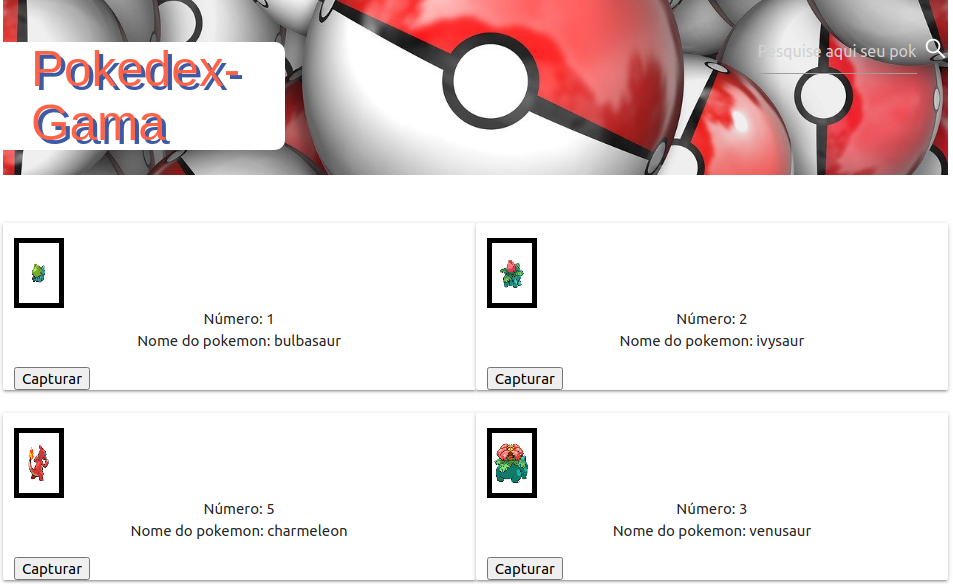 Pokedex-
Gama
Pesquise aqui seu pok
Número: 1
Nome do pokemon: bulbasaur
Capturar
Número: 2
Nome do pokemon: ivysaur
Capturar
Número: 5
Nome do pokemon: charmeleon
Capturar
Número: 3
Nome do pokemon: venusaur
Capturar